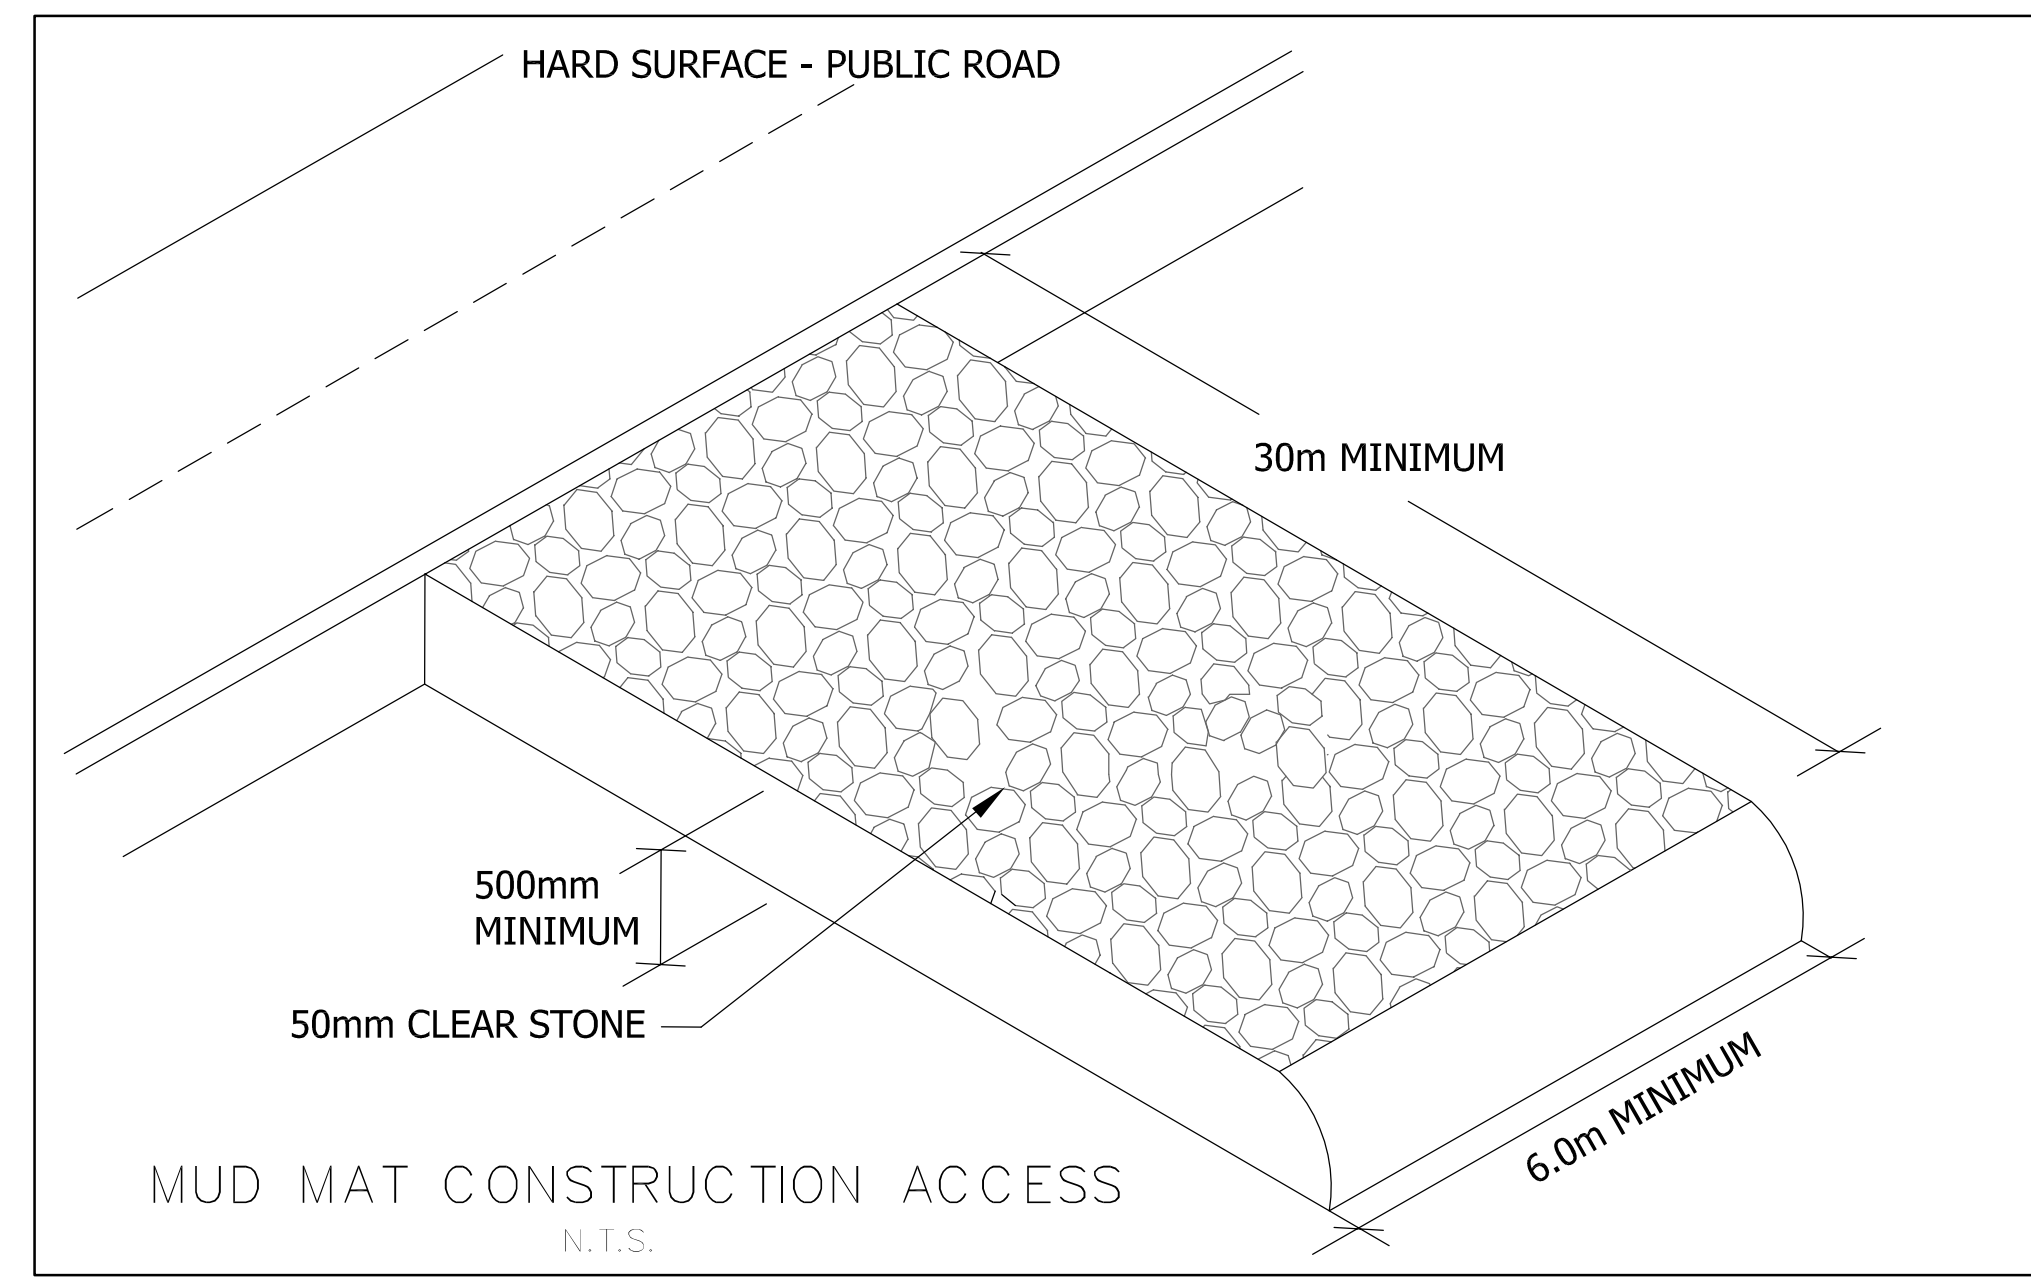 HARD SURFACE - PUBLIC ROAD
30m MINIMUM
500mm
MINIMUM
50mm CLEAR STONE
6.0m MINIMUM
MUD MAT CONSTRUCTION ACCESS
N.T.S.